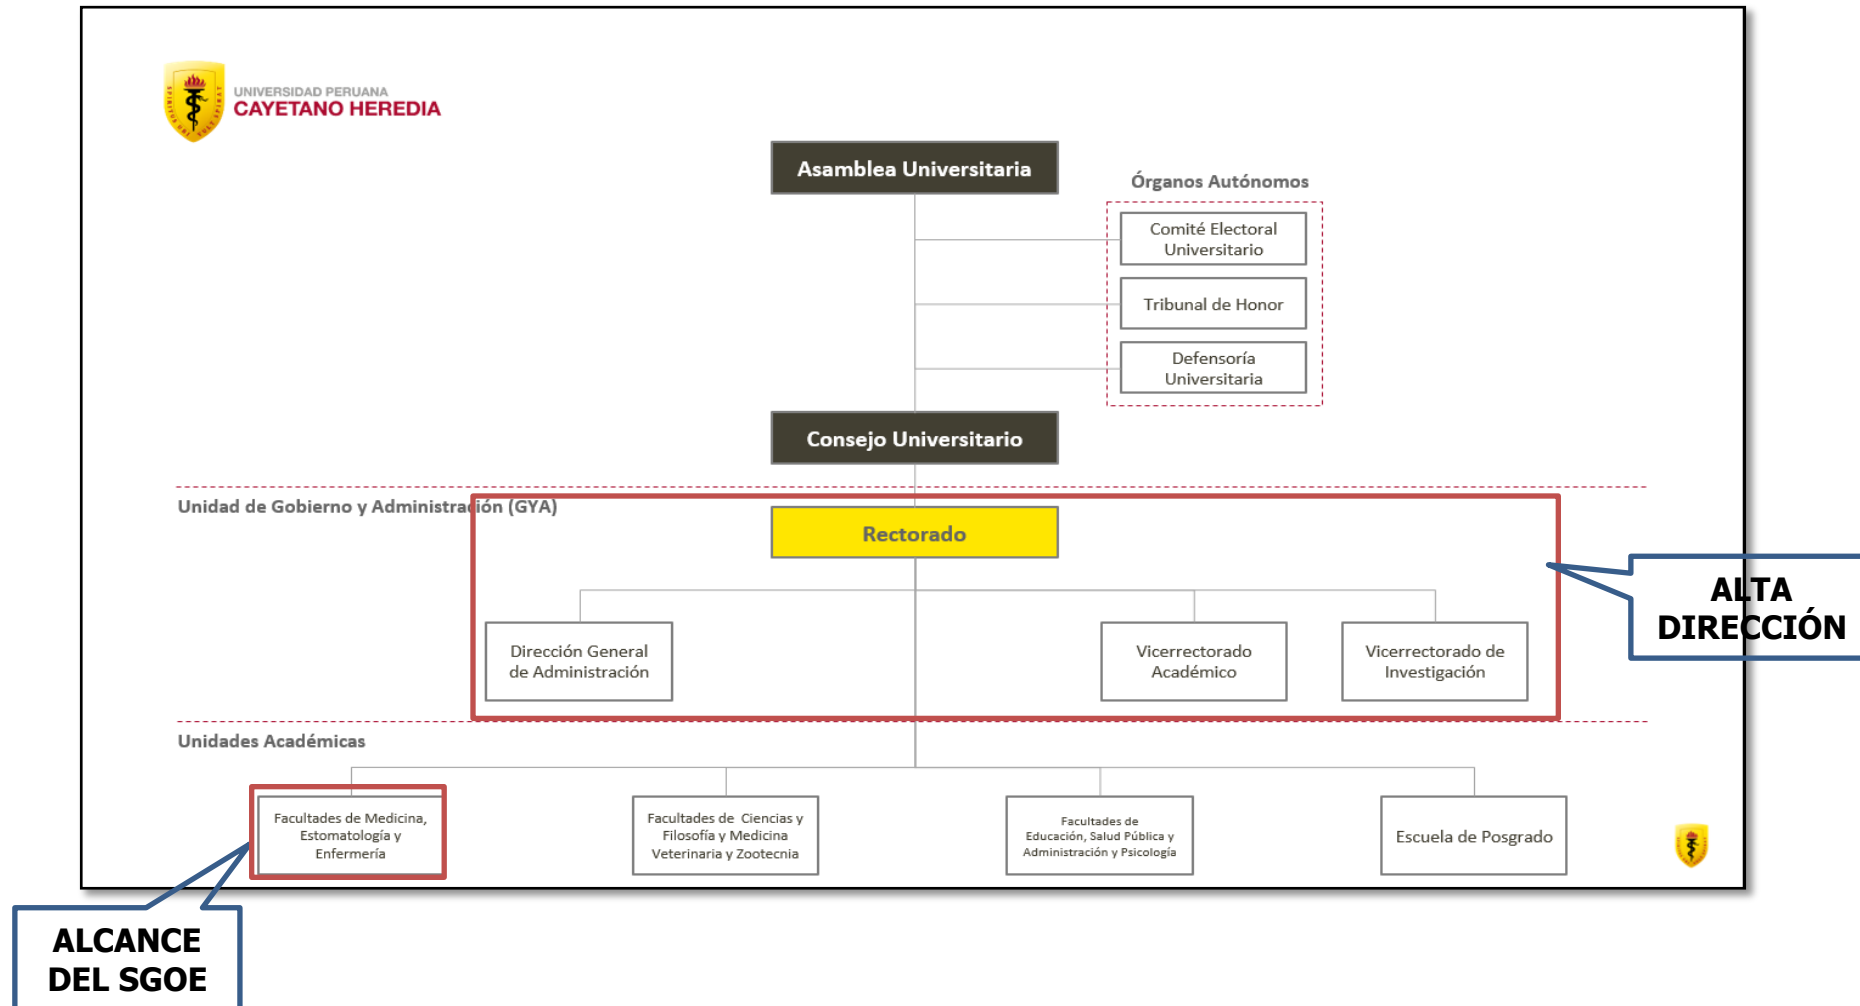 UNIVERSIDAD PERUANA
CAYETANO HEREDIA
Asamblea Universitaria
Órganos Autónomos
Comité Electoral
Universitario
Tribunal de Honor
Defensoría
Universitaria
Consejo Universitario
Unidad de Gobierno y Administración (GYA)
Rectorado
ALTA
DIRECCIÓN
Dirección General
de Administración
Vicerrectorado
Académico
Vicerrectorado de
Investigación
Unidades Académicas
Facultades de Medicina,
Estomatología y
Enfermería
Facultades de Ciencias y
Filosofía y Medicina
Veterinaria y Zootecnia
Facultades de
Educación, Salud Pública y
Administración y Psicología
Escuela de Posgrado
ALCANCE
DEL SGOE